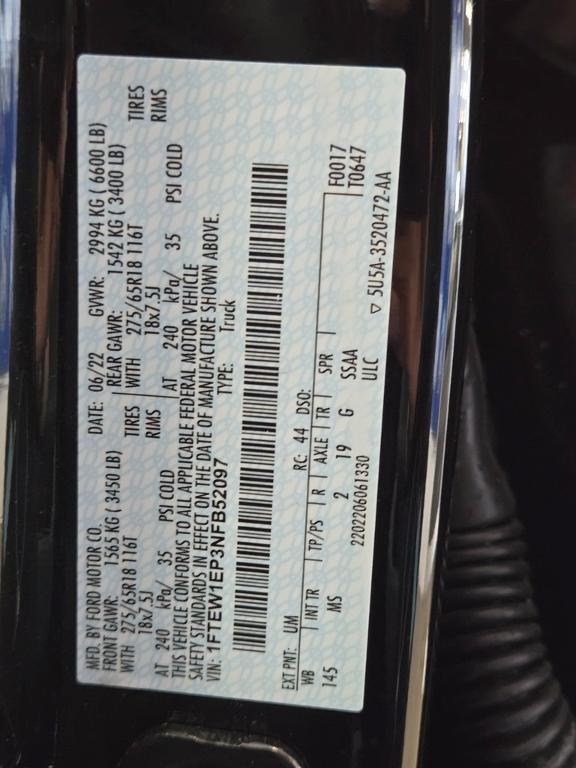 MFD. BY FORD MOTOR CO. DATE: 06/22 GVWR: 2994 KG ( 6600 LB)
FRONT GAWR: 1565 KG ( 3450 LB) REAR GAWR: 1542 KG ( 3400 LB)
WITH 275/65R18 116T TIRES WITH 275/65R18 116T TIRES
18x7.5J RIMS 18x7.5J RIMS
AT 240 kPa/ 35 PSI COLD AT 240 kPa/ 35 PSI COLD
THIS VEHICLE CONFORMS TO ALL APPLICABLE FEDERAL MOTOR VEHICLE
SAFETY STANDARDS IN EFFECT ON THE DATE OF MANUFACTURE SHOWN ABOVE.
VIN: 1FTEW1EP3NFB52097 TYPE: Truck
EXT PNT: UM RC: 44 DSO: F0017
WB INT TR TP/PS R AXLE TR SPR T0647
145 MS 2 19 G SSAA
2202206061330 ULC ▽ 5U5A-3520472-AA